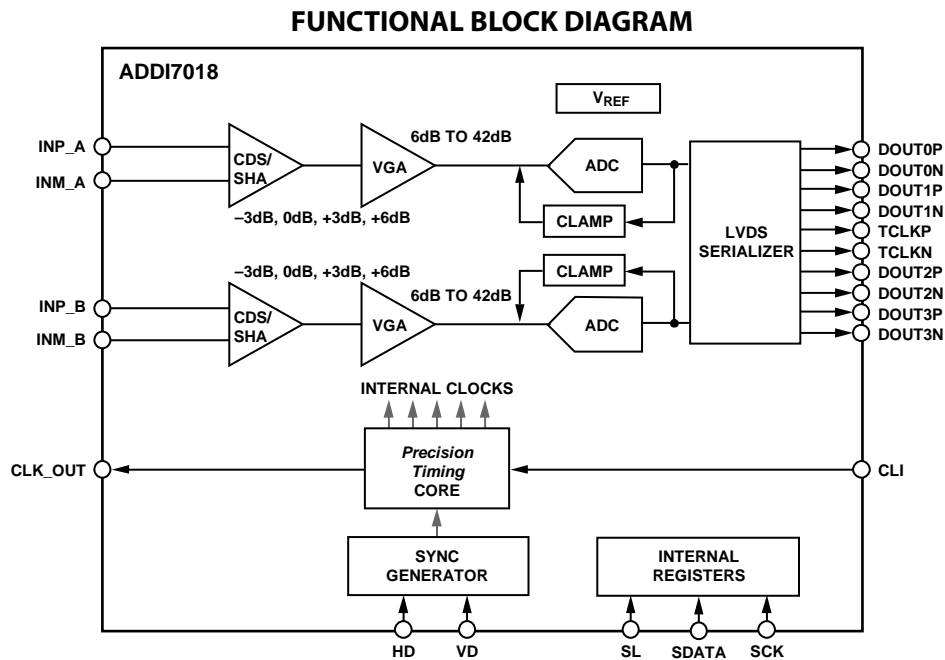 FUNCTIONAL BLOCK DIAGRAM
ADDI7018
VREF
INP_A
INM_A
CDS/
SHA
VGA
6dB TO 42dB
ADC
–3dB, 0dB, +3dB, +6dB
CLAMP
–3dB, 0dB, +3dB, +6dB
CLAMP
INP_B
INM_B
CDS/
SHA
VGA
6dB TO 42dB
ADC
LVDS
SERIALIZER
DOUT0P
DOUT0N
DOUT1P
DOUT1N
TCLKP
TCLKN
DOUT2P
DOUT2N
DOUT3P
DOUT3N
INTERNAL CLOCKS
CLK_OUT
Precision
Timing
CORE
CLI
SYNC
GENERATOR
INTERNAL
REGISTERS
HD
VD
SL
SDATA
SCK